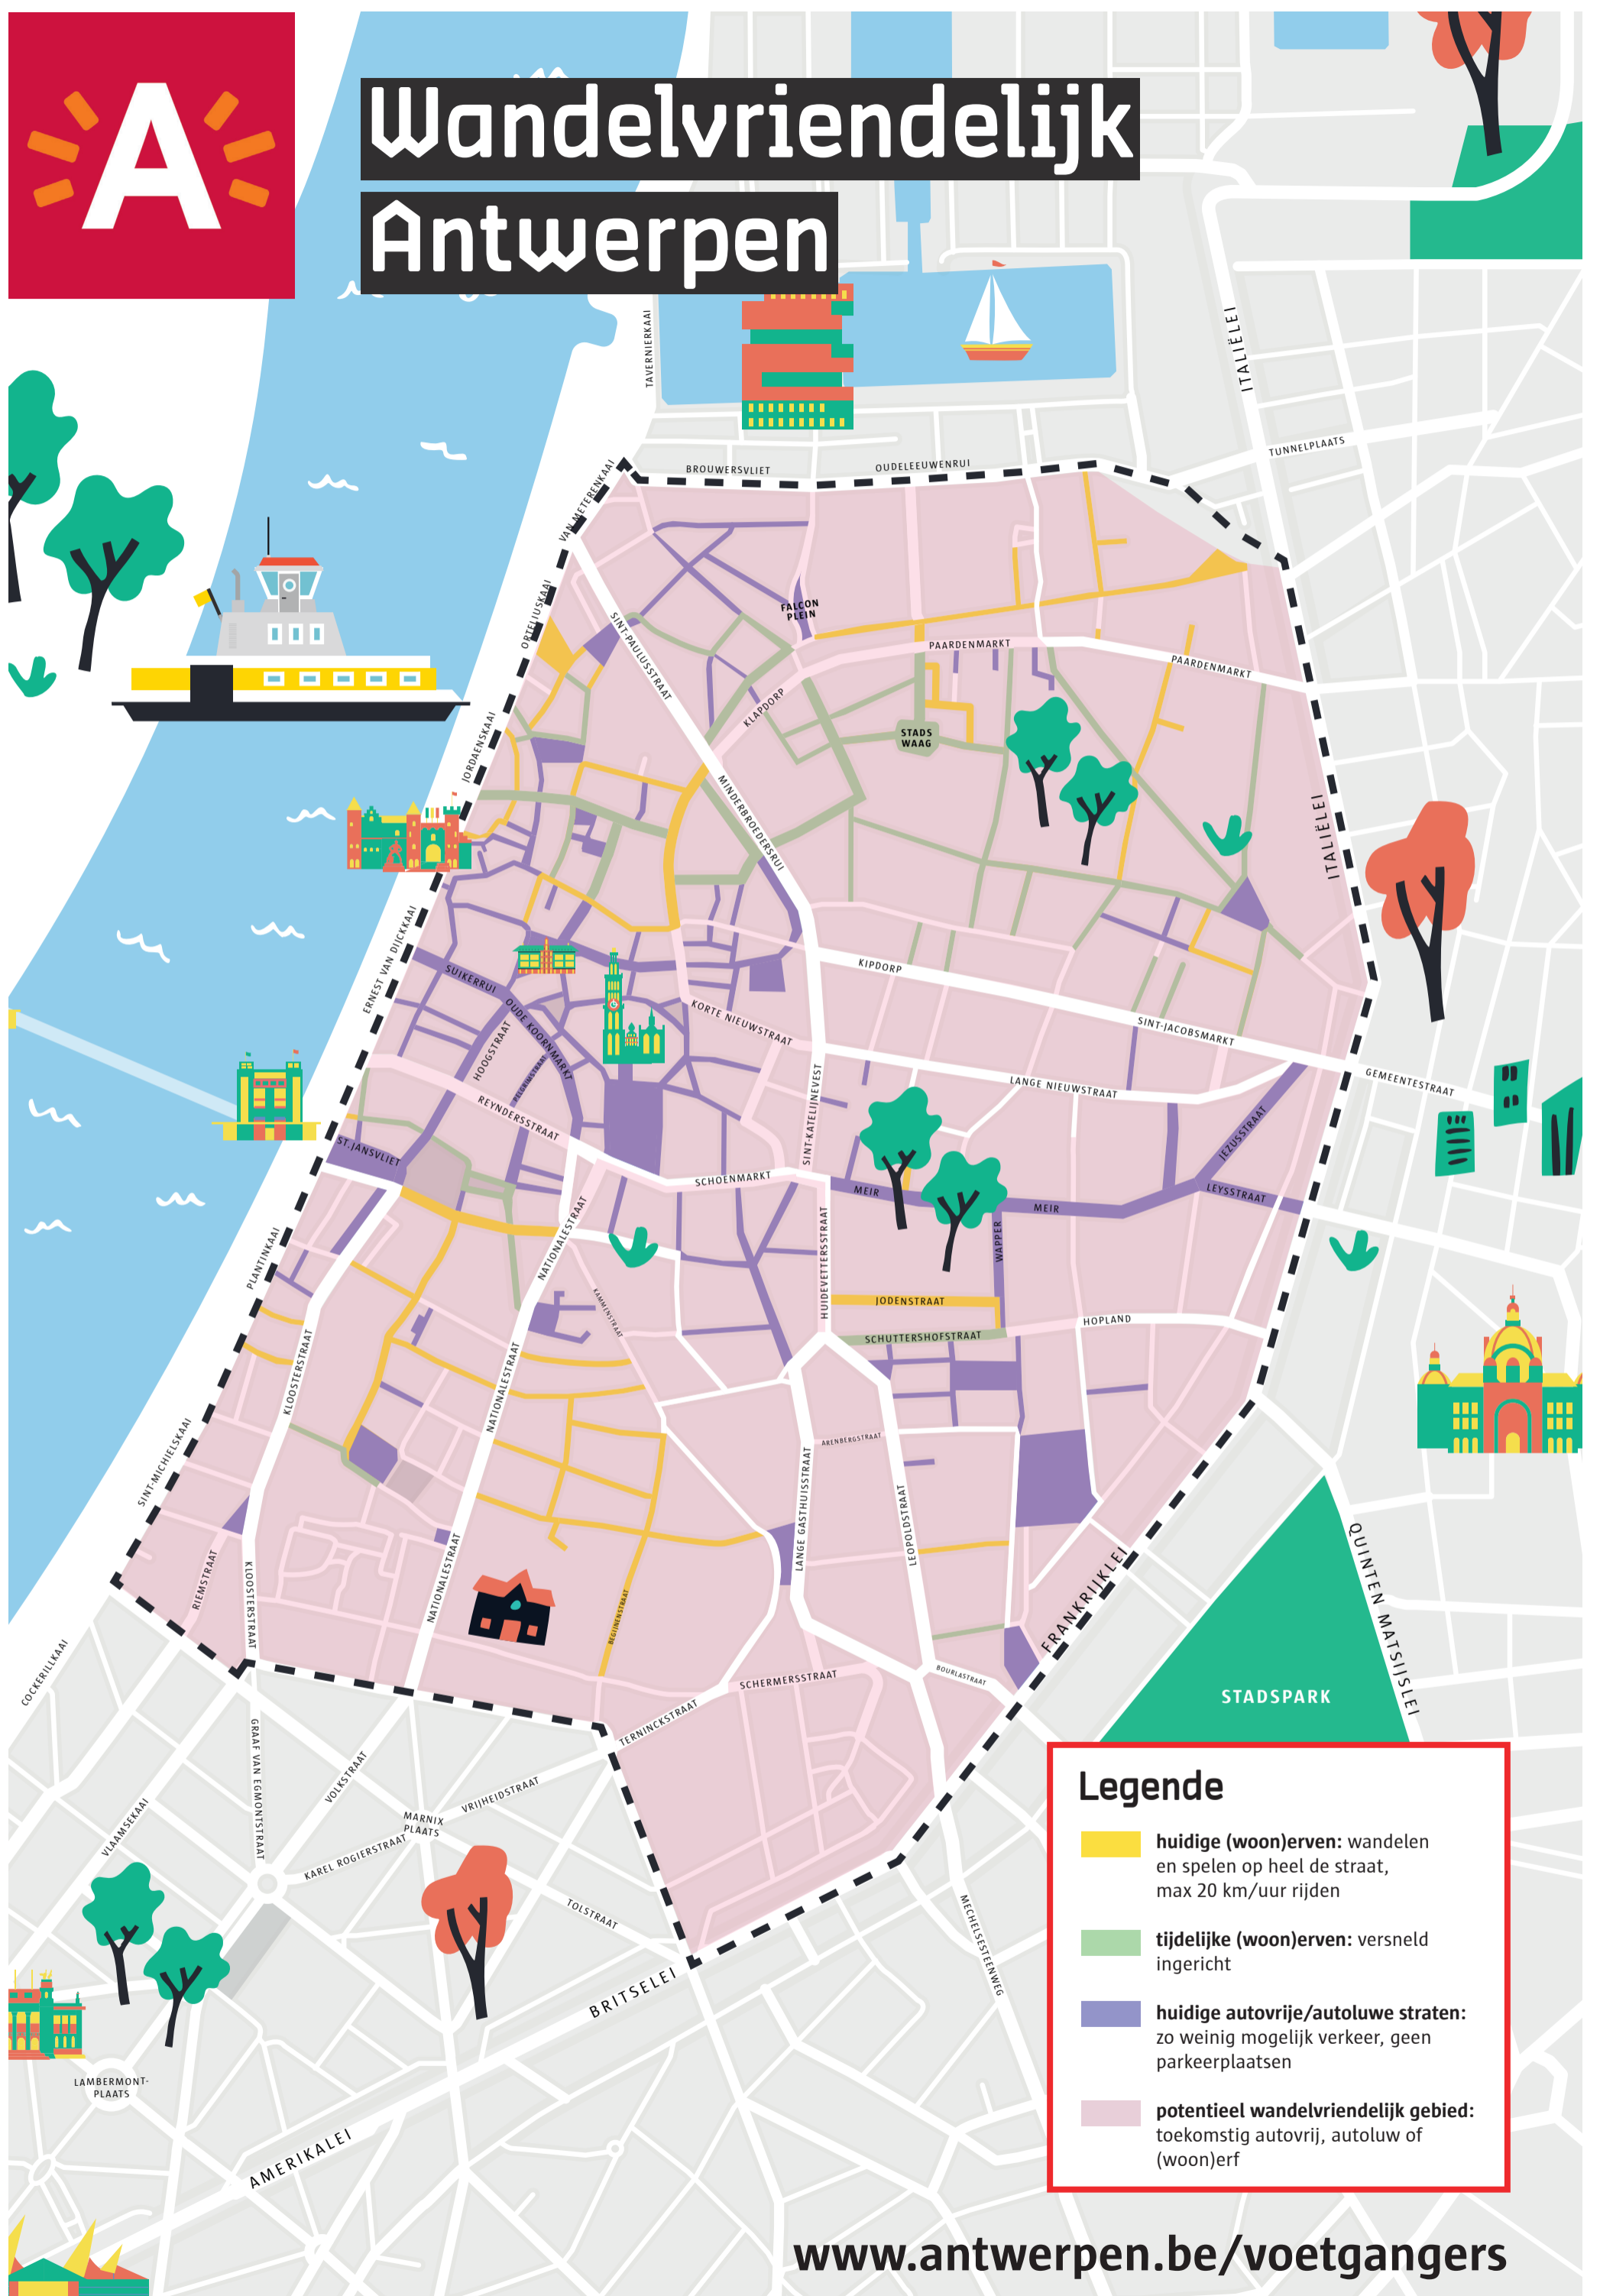 A
Wandelvriendelijk
Antwerpen
TAVERNIERKAAI
ITALIËLEI
TUNNELPLAATS
BROUWERSVLIET
OUDELEEUWENRUI
VAN METERENKAAI
ORTELIUSKAAI
SINT-PAULUSSTRAAT
FALCON
PLEIN
PAARDENMARKT
PAARDENMARKT
KLAPDORP
STADS
WAAG
JORDAENSKAAI
MINDERBROEDERSRUI
ITALIËLEI
ERNEST VAN DIJCKKAAI
SUIKERRUI
OUDE KOORNMARKT
HOOGSTRAAT
PELGRIMSTRAAT
KORTE NIEUWSTRAAT
KIPDORP
SINT-JACOBSMARKT
GEMEENTESTRAAT
LANGE NIEUWSTRAAT
SINT-KATELIJNEVEST
REYNDERSSTRAAT
ST.JANSVLIET
SCHOENMARKT
MEIR
MEIR
JEZUSSTRAAT
LEYSSTRAAT
WAPPER
PLANTINKAAI
NATIONALESTRAAT
KAMMENSTRAAT
HUIDEVETTERSSTRAAT
JODENSTRAAT
SCHUTTERSHOFSTRAAT
HOPLAND
KLOOSTERSTRAAT
NATIONALESTRAAT
SINT-MICHIELSKAAI
ARENBERGSTRAAT
LANGE GASTHUISSTRAAT
LEOPOLDSTRAAT
RIEMSTRAAT
KLOOSTERSTRAAT
NATIONALESTRAAT
BEGIJNENSTRAAT
FRANKRIJKLEI
QUINTEN MATSIJSLEI
COCKERILLKAAI
SCHERMERSSTRAAT
BOURLASTRAAT
TERNINCKSTRAAT
STADSPARK
GRAAF VAN EGMONTSTRAAT
VOLKSTRAAT
VLAAMSEKAAI
MARNIX
PLAATS
VRIJHEIDSTRAAT
KAREL ROGIERSTRAAT
TOLSTRAAT
MECHELSESTEENWEG
BRITSELEI
LAMBERMONT-
PLAATS
AMERIKALEI
Legende
huidige (woon)erven: wandelen
en spelen op heel de straat,
max 20 km/uur rijden
tijdelijke (woon)erven: versneld
ingericht
huidige autovrije/autoluwe straten:
zo weinig mogelijk verkeer, geen
parkeerplaatsen
potentieel wandelvriendelijk gebied:
toekomstig autovrij, autoluw of
(woon)erf
www.antwerpen.be/voetgangers